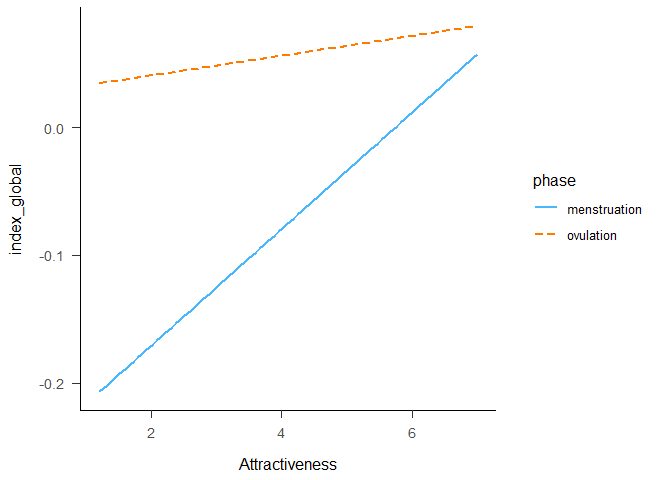 index_global
0.0
-0.1
-0.2
2 4 6
Attractiveness
phase
menstruation
ovulation